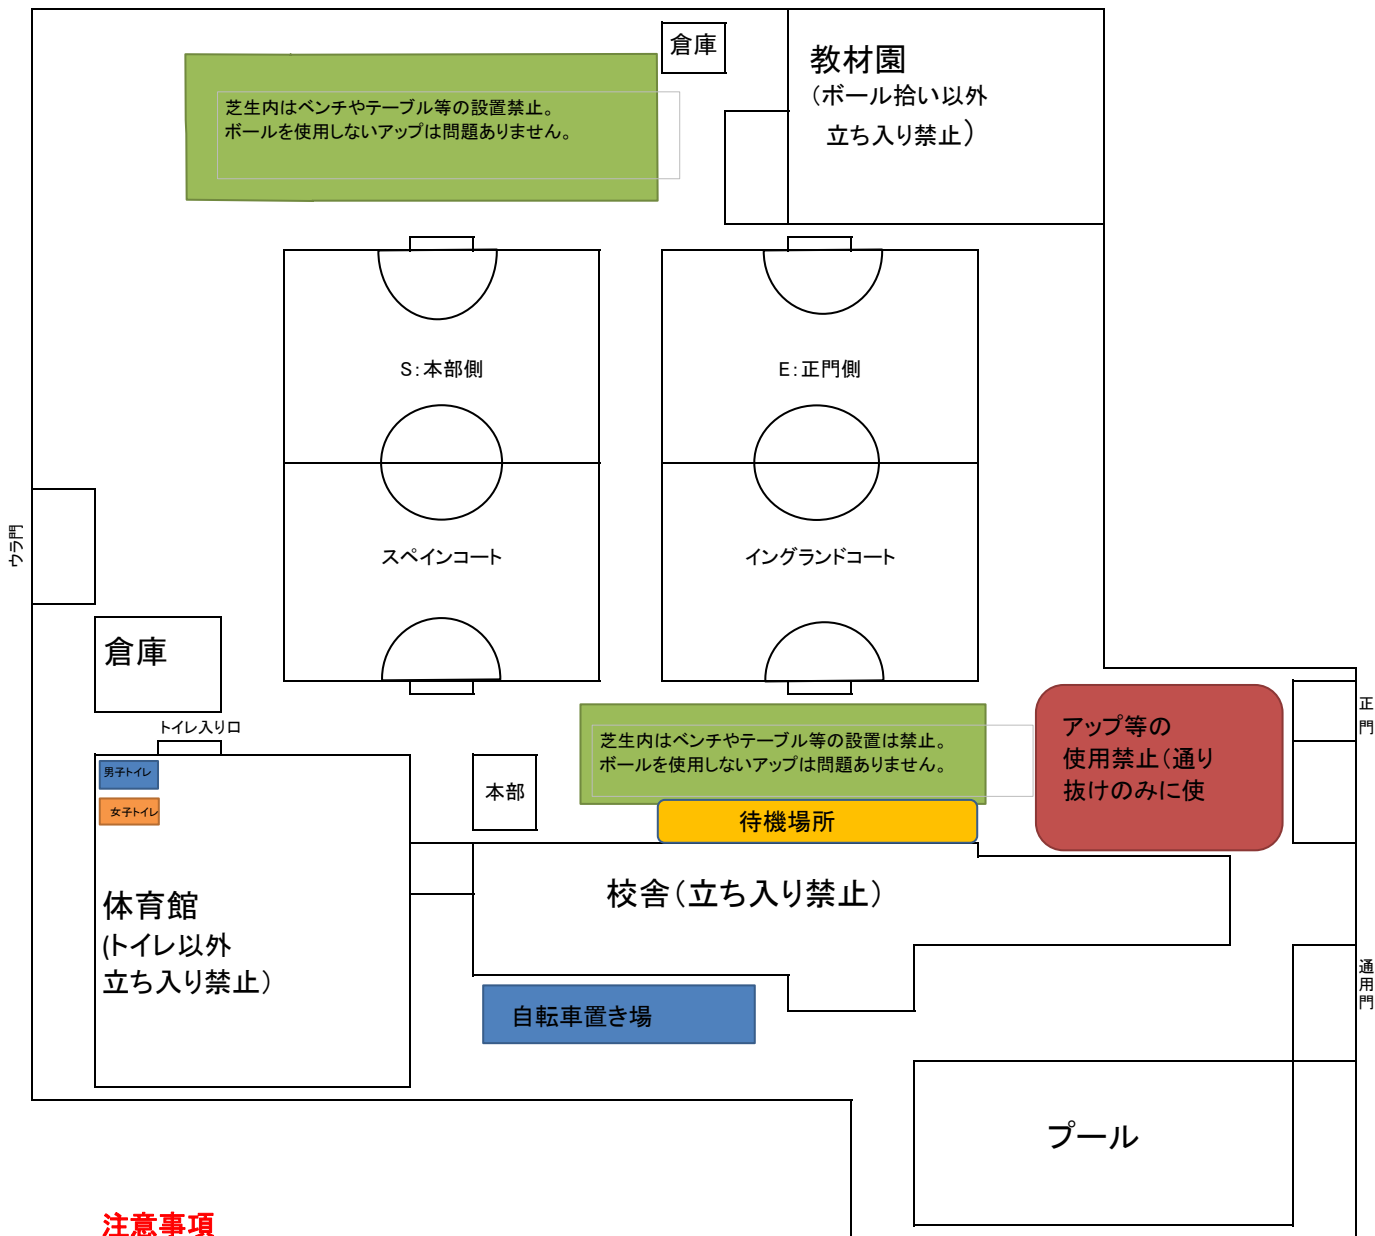 倉庫
教材園
（ボール拾い以外
立ち入り禁止）
芝生内はベンチやテーブル等の設置禁止。
ボールを使用しないアップは問題ありません。
S：本部側
E：正門側
スペインコート
イングランドコート
ウラ門
倉庫
トイレ入り口
男子トイレ
女子トイレ
体育館
(トイレ以外
立ち入り禁止）
本部
芝生内はベンチやテーブル等の設置は禁止。
ボールを使用しないアップは問題ありません。
待機場所
アップ等の
使用禁止（通り
抜けのみに使
正門
校舎（立ち入り禁止）
通用門
自転車置き場
プール
注意事項